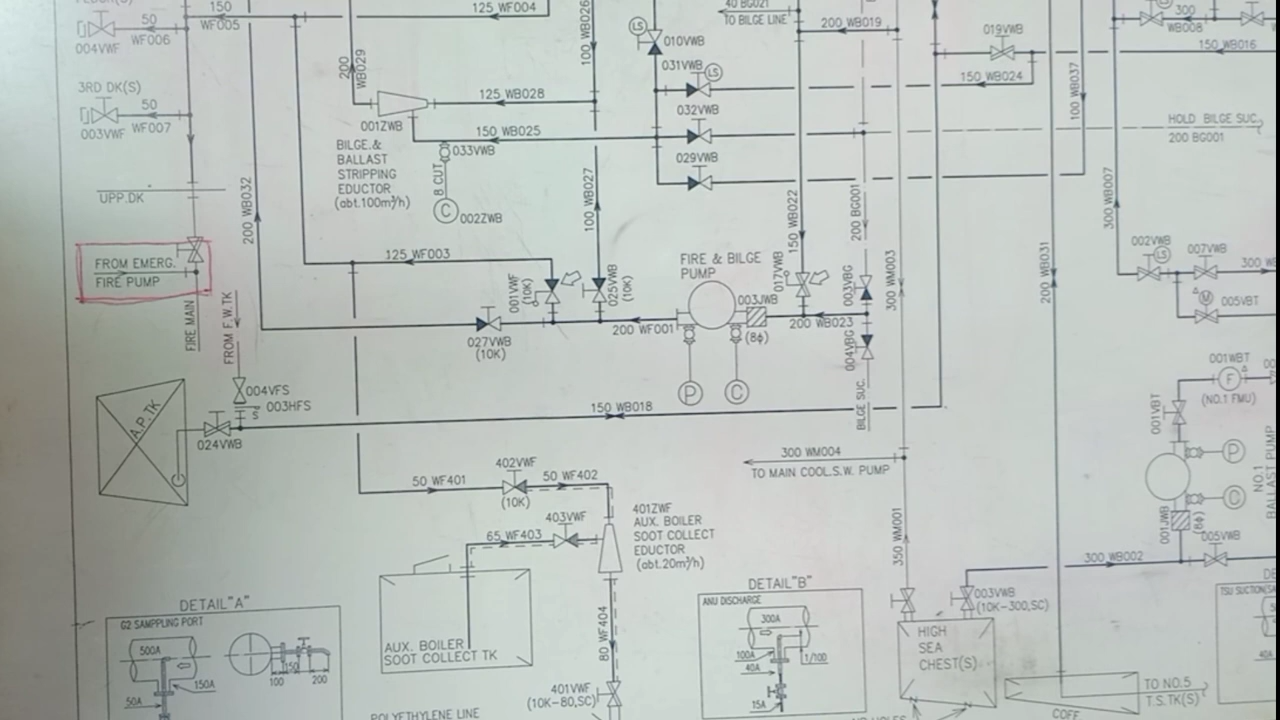 150
WF005
125 WF004
50
WF006
004VWF
3RD DK(S)
50
WF007
003VWF
UPP.DK
FROM EMERG.
FIRE PUMP
FIRE MAIN
FROM F.W.TK
200 WB032
200
WB029
001ZWB
125 WB028
150 WB025
BILGE.&
BALLAST
STRIPPING
EDUCTOR
(abt.100m³/h)
033VWB
8 CUT
C
002ZWB
100 WB026
100 WB027
LS
010VWB
031VWB
LS
032VWB
029VWB
40 BG021
TO BILGE LINE
200 WB019
019VWB
150 WB016
150 WB024
100 WB037
300
WB008
HOLD BILGE SUC.
200 BG001
125 WF003
001VWF
(10K)
025VWB
(10K)
FIRE & BILGE
PUMP
003JWB
(8ϕ)
017VWB
150 WB022
200 BG001
003VBG
004VBG
BILGE SUC.
300 WM003
200 WB023
200 WF001
027VWB
(10K)
P
C
200 WB031
300 WB007
002VWB
LS
007VWB
300 W
M
005VBT
004VFS
003HFS
S
024VWB
A.P.TK
150 WB018
300 WM004
TO MAIN COOL.S.W. PUMP
001WBT
F
(NO.1 FMU)
001VBT
P
C
NO.1
BALLAST PUMP
001JWB
(8ϕ)
005VWB
300 WB002
50 WF401
402VWF
(10K)
50 WF402
403VWF
65 WF403
401ZWF
AUX. BOILER
SOOT COLLECT
EDUCTOR
(abt.20m³/h)
AUX. BOILER
SOOT COLLECT TK
80 WF404
401VWF
(10K-80,SC)
350 WM001
003VWB
(10K-300,SC)
HIGH
SEA
CHEST(S)
TO NO.5
T.S.TK(S)
COFF
DETAIL"A"
G2 SAMPPLING PORT
500A
150A
50A
150
100
200
DETAIL"B"
ANU DISCHARGE
300A
100A
40A
15A
1/100
POLYETHYLENE LINE